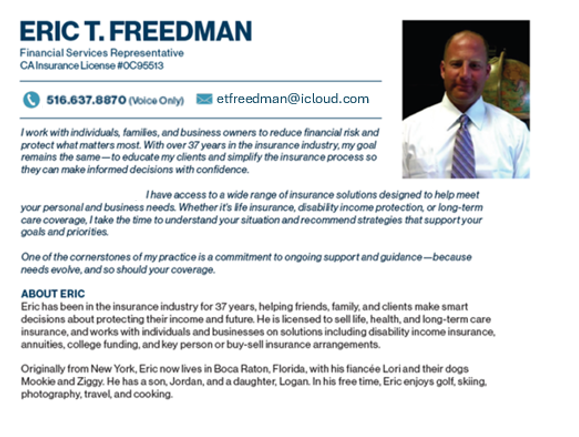 ERIC T. FREEDMAN
Financial Services Representative
CA Insurance License #0C95513
516.637.8870 (Voice Only) etfreedman@icloud.com
I work with individuals, families, and business owners to reduce financial risk and
protect what matters most. With over 37 years in the insurance industry, my goal
remains the same—to educate my clients and simplify the insurance process so
they can make informed decisions with confidence.
I have access to a wide range of insurance solutions designed to help meet
your personal and business needs. Whether it's life insurance, disability income protection, or long-term
care coverage, I take the time to understand your situation and recommend strategies that support your
goals and priorities.
One of the cornerstones of my practice is a commitment to ongoing support and guidance—because
needs evolve, and so should your coverage.
ABOUT ERIC
Eric has been in the insurance industry for 37 years, helping friends, family, and clients make smart
decisions about protecting their income and future. He is licensed to sell life, health, and long-term care
insurance, and works with individuals and businesses on solutions including disability income insurance,
annuities, college funding, and key person or buy-sell insurance arrangements.
Originally from New York, Eric now lives in Boca Raton, Florida, with his fiancée Lori and their dogs
Mookie and Ziggy. He has a son, Jordan, and a daughter, Logan. In his free time, Eric enjoys golf, skiing,
photography, travel, and cooking.